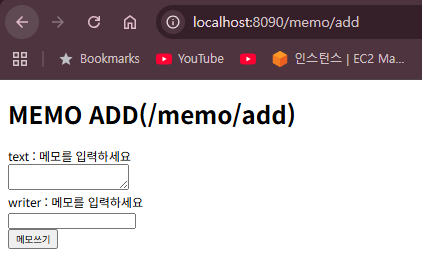 localhost:8090/memo/add
Bookmarks YouTube 인스턴스 | EC2 Ma...
MEMO ADD(/memo/add)
text : 메모를 입력하세요
writer : 메모를 입력하세요
메모쓰기